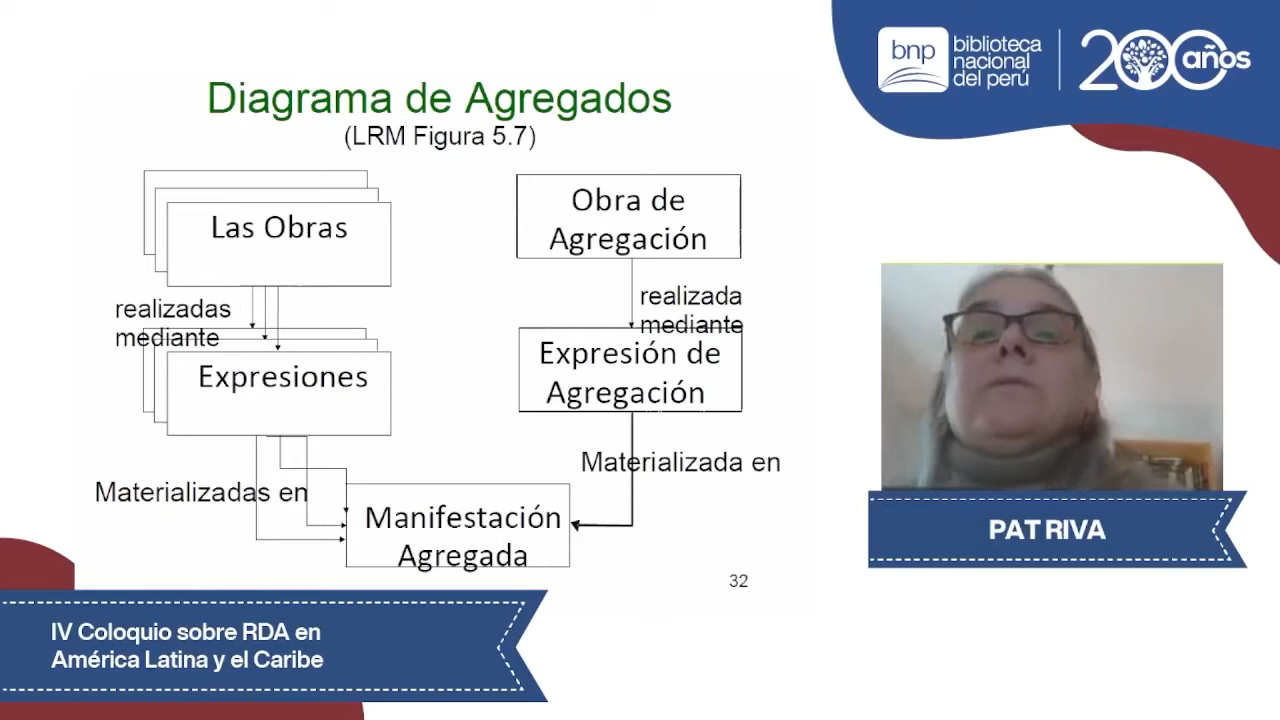 bnp
biblioteca
nacional
del perú
200 años
Diagrama de Agregados
(LRM Figura 5.7)
Las Obras
Obra de
Agregación
realizadas
mediante
realizada
mediante
Expresiones
Expresión de
Agregación
Materializadas en
Materializada en
Manifestación
Agregada
32
PAT RIVA
IV Coloquio sobre RDA en
América Latina y el Caribe